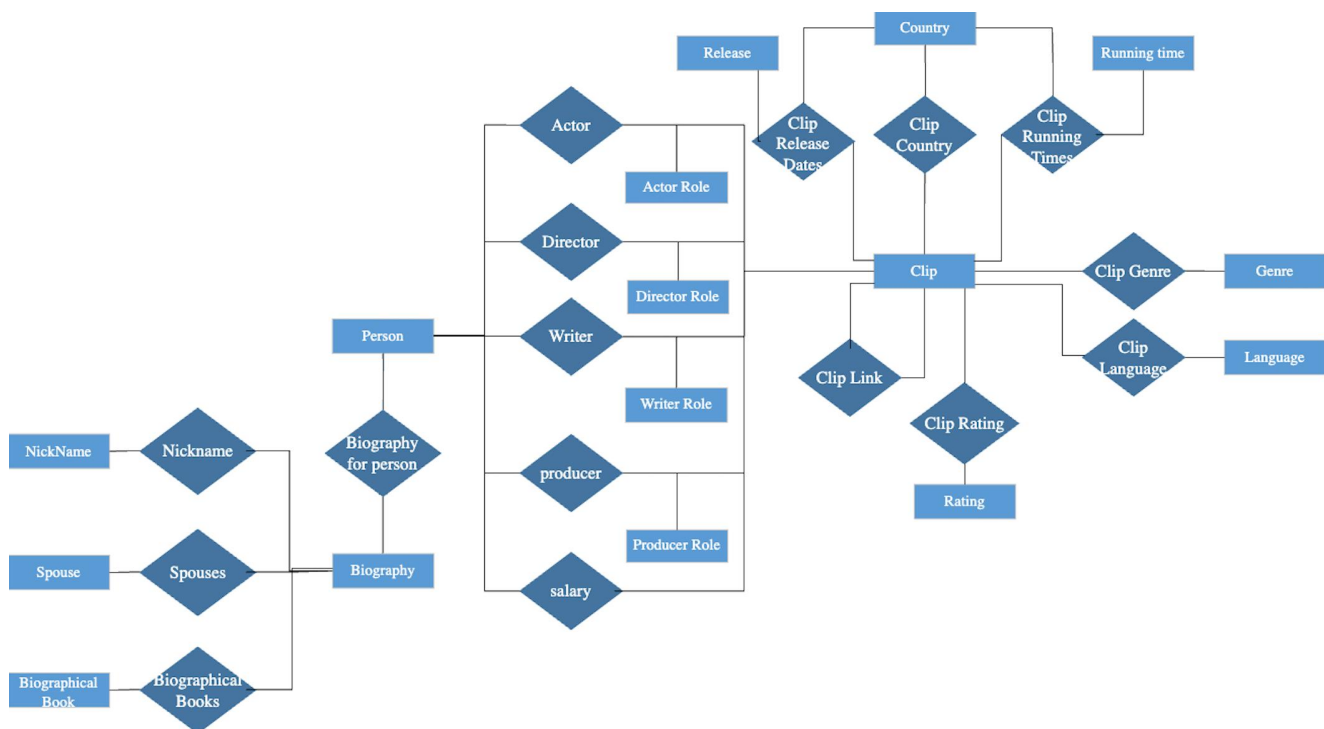 Country
Release
Running time
Clip
Release
Dates
Clip
Country
Clip
Running
Times
Actor
Actor Role
Director
Director Role
Clip
Clip Genre
Genre
Person
Writer
Writer Role
Clip Link
Clip
Language
Language
Clip Rating
Rating
NickName
Nickname
Biography
for person
producer
Producer Role
Spouse
Spouses
Biography
salary
Biographical
Book
Biographical
Books